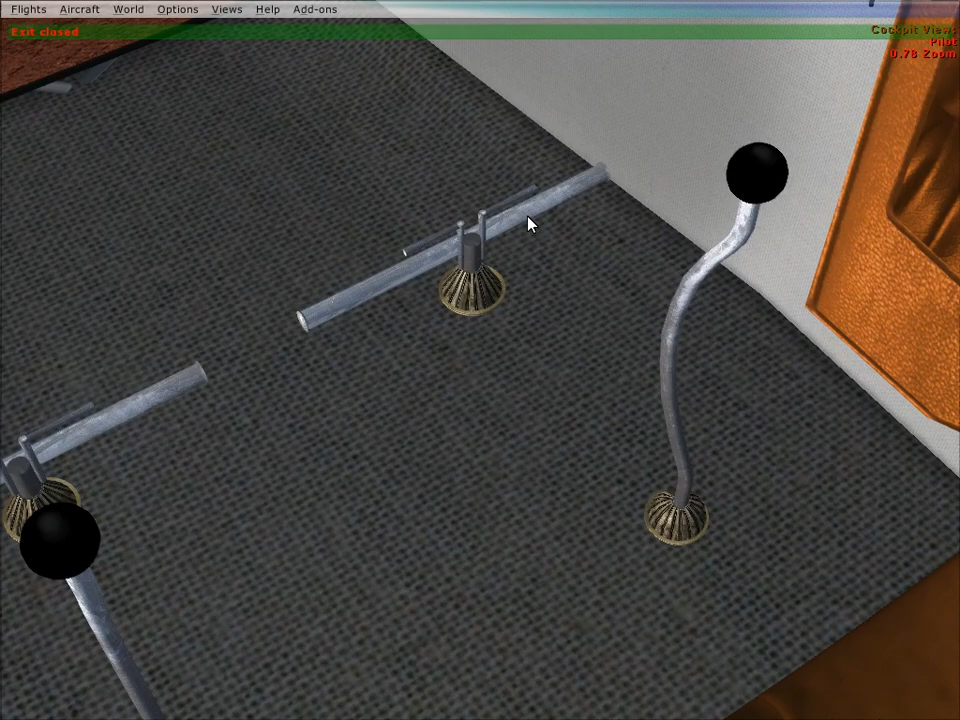 Flights Aircraft World Options Views Help Add-ons
Exit closed
Cockpit View: Pilot
0.78 Zoom